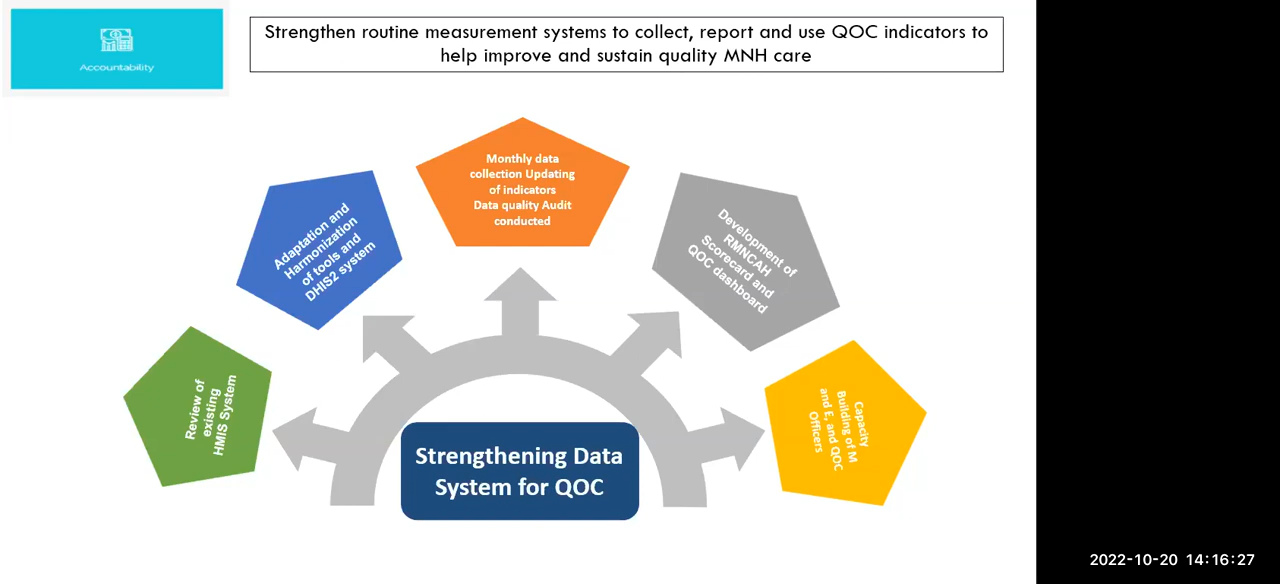 Accountability
Strengthen routine measurement systems to collect, report and use QOC indicators to
help improve and sustain quality MNH care
Review of
existing
HMIS System
Adaptation and
Harmonization
of tools and
DHIS2 system
Monthly data
collection Updating
of indicators
Data quality Audit
conducted
Development of
RMNCAH
Scorecard and
QOC dashboard
Capacity
Building of M
and E, and QOC
Officers
Strengthening Data
System for QOC
2022-10-20 14:16:27